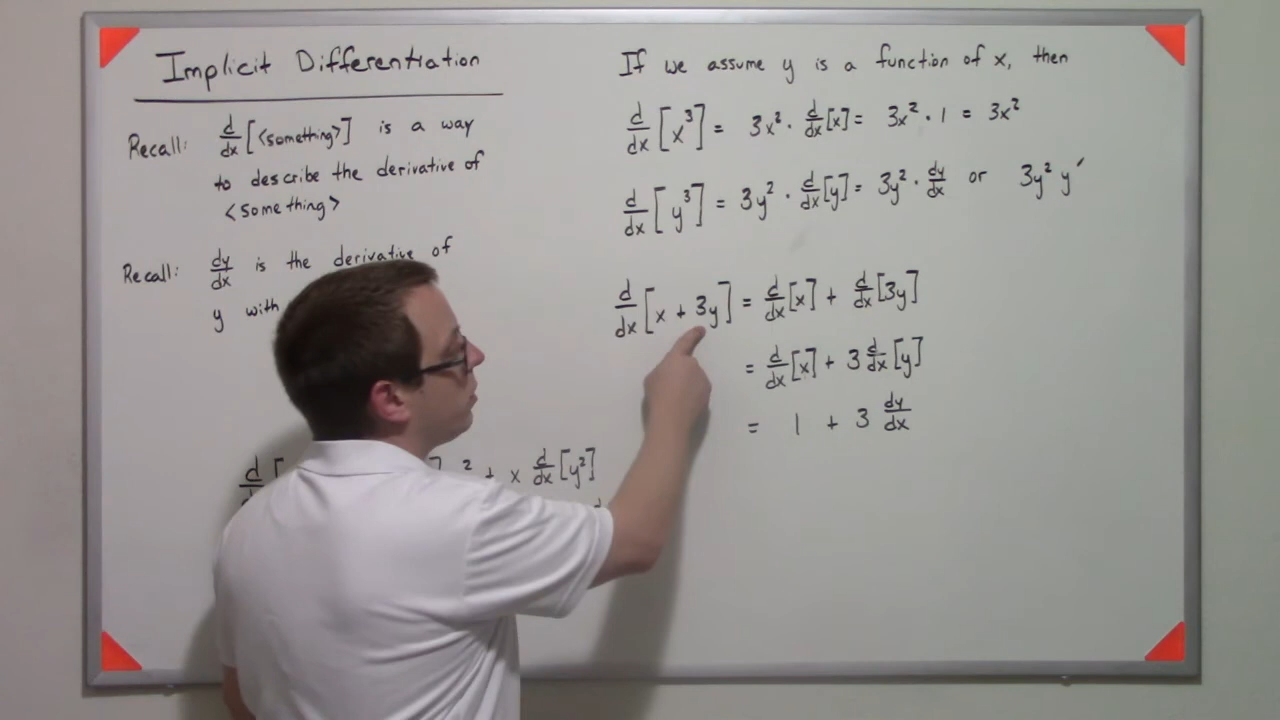 Implicit Differentiation
Recall: d/dx [<something>] is a way
to describe the derivative of
<something>
Recall: dy/dx is the derivative of
y with
d/dx [ ] ² + x d/dx [y²]
If we assume y is a function of x, then
d/dx [x³] = 3x² · d/dx [x] = 3x² · 1 = 3x²
d/dx [y³] = 3y² · d/dx [y] = 3y² · dy/dx or 3y² y′
d/dx [x + 3y] = d/dx [x] + d/dx [3y]
= d/dx [x] + 3 d/dx [y]
= 1 + 3 dy/dx